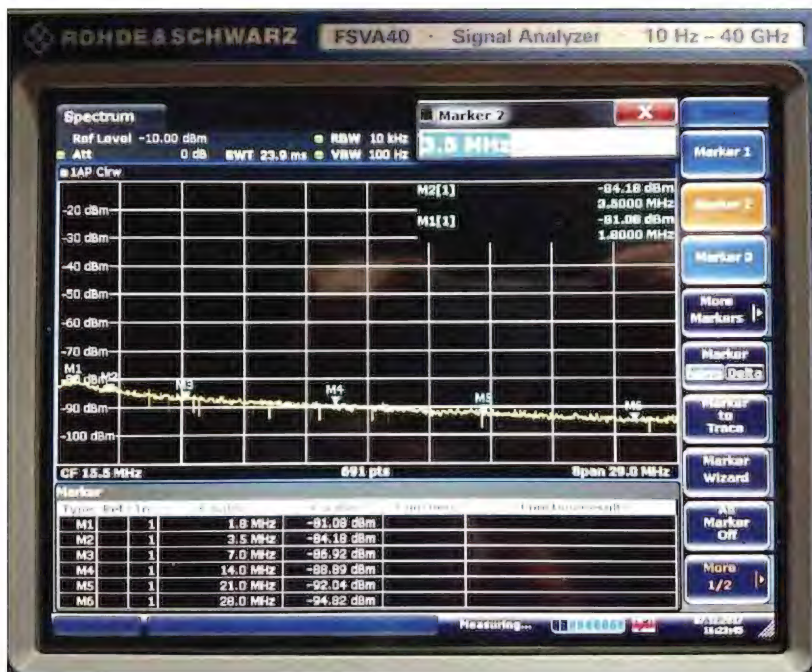 ROHDE & SCHWARZ FSVA40 · Signal Analyzer · 10 Hz – 40 GHz
Spectrum
Marker 2 X
Ref Level -10.00 dBm RBW 10 kHz
3.5 MHz
Att 0 dB SWT 23.9 ms VBW 100 Hz
1AP Clrw
M2[1] -84.18 dBm
3.5000 MHz
M1[1] -81.08 dBm
1.8000 MHz
-20 dBm
-30 dBm
-40 dBm
-50 dBm
-60 dBm
-70 dBm
M1
M2
M3
M4
M5
M6
-90 dBm
-100 dBm
CF 15.5 MHz 691 pts Span 29.0 MHz
Marker
M1 1 1.8 MHz -81.08 dBm
M2 1 3.5 MHz -84.18 dBm
M3 1 7.0 MHz -86.92 dBm
M4 1 14.0 MHz -88.89 dBm
M5 1 21.0 MHz -92.04 dBm
M6 1 28.0 MHz -94.82 dBm
Measuring...
Marker 1
Marker 2
Marker 3
More
Markers
Marker
Norm Delta
Marker
to
Trace
Marker
Wizard
All
Marker
Off
More
1/2